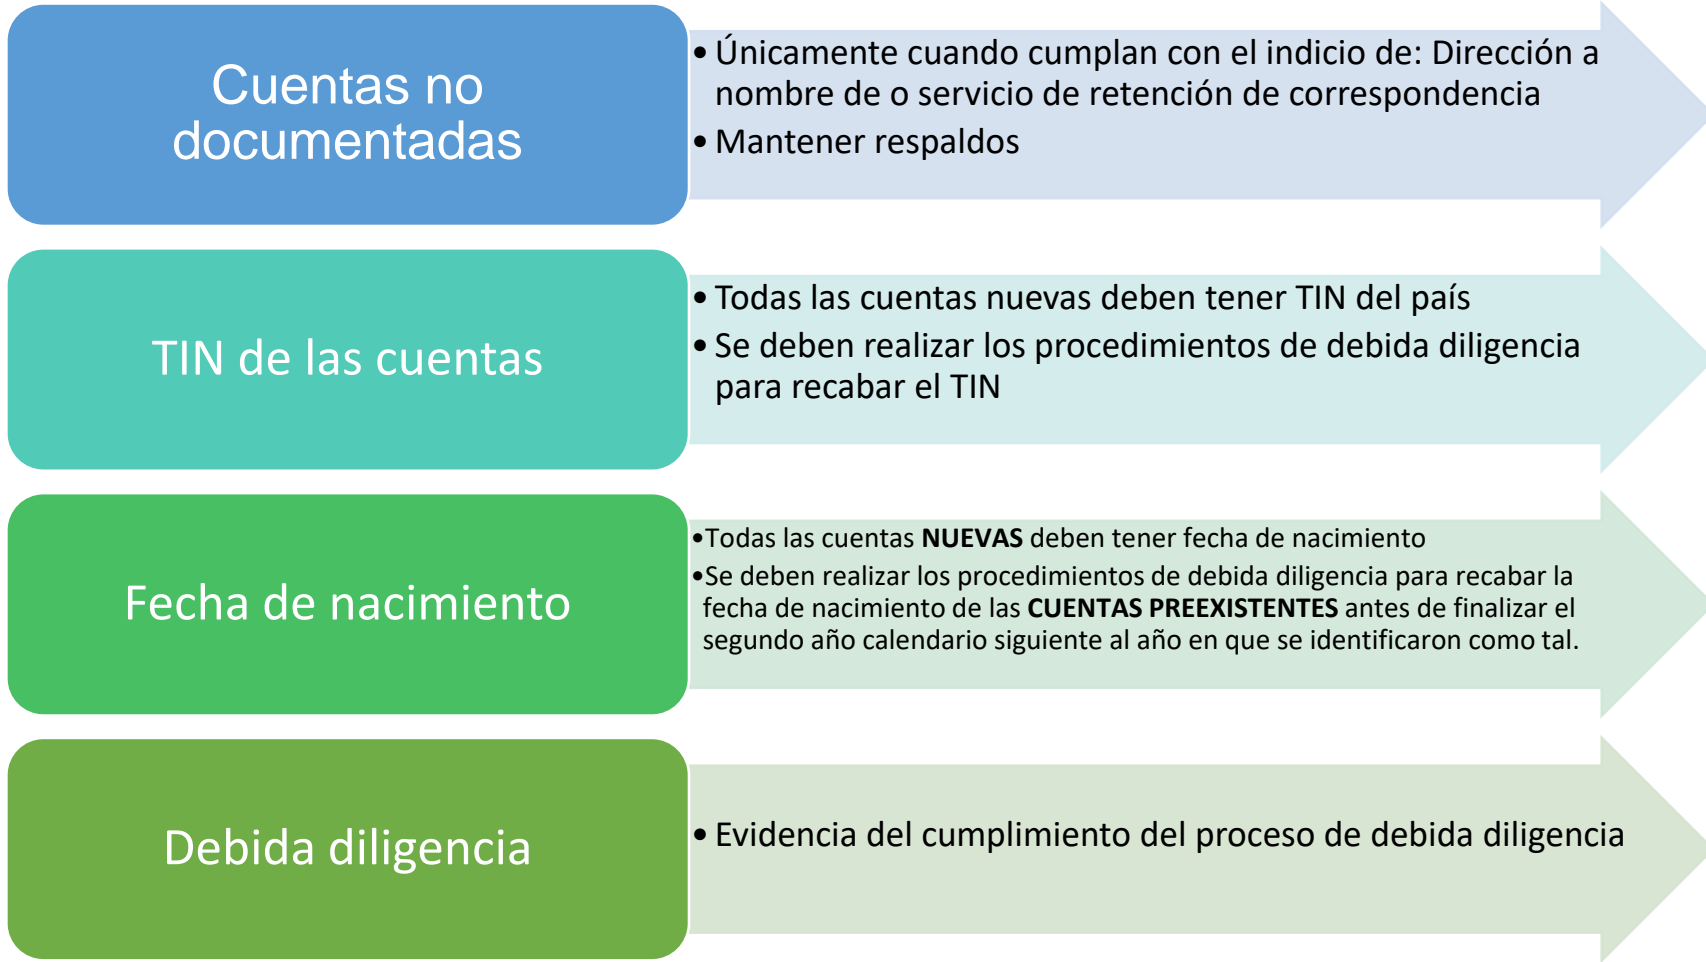 Cuentas no
documentadas
• Únicamente cuando cumplan con el indicio de: Dirección a
nombre de o servicio de retención de correspondencia
• Mantener respaldos
TIN de las cuentas
• Todas las cuentas nuevas deben tener TIN del país
• Se deben realizar los procedimientos de debida diligencia
para recabar el TIN
Fecha de nacimiento
•Todas las cuentas NUEVAS deben tener fecha de nacimiento
•Se deben realizar los procedimientos de debida diligencia para recabar la
fecha de nacimiento de las CUENTAS PREEXISTENTES antes de finalizar el
segundo año calendario siguiente al año en que se identificaron como tal.
Debida diligencia
• Evidencia del cumplimiento del proceso de debida diligencia